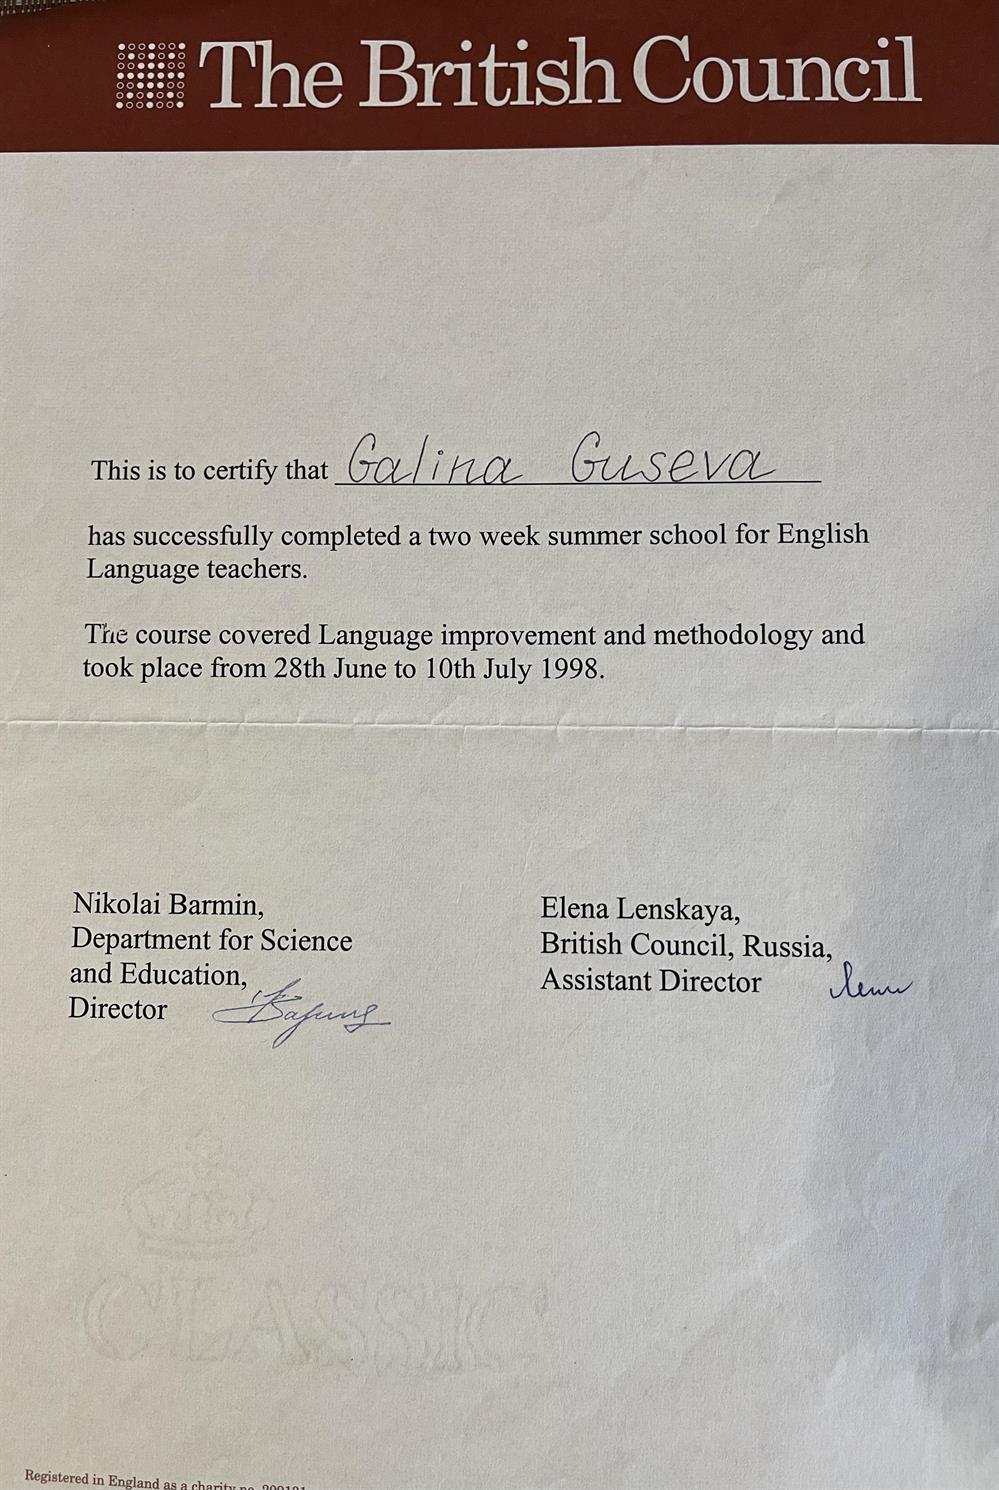 The British Council
This is to certify that Galina Guseva
has successfully completed a two week summer school for English
Language teachers.
The course covered Language improvement and methodology and
took place from 28th June to 10th July 1998.
Nikolai Barmin,
Department for Science
and Education,
Director
Elena Lenskaya,
British Council, Russia,
Assistant Director
CLASSIC
Registered in England as a charity no.